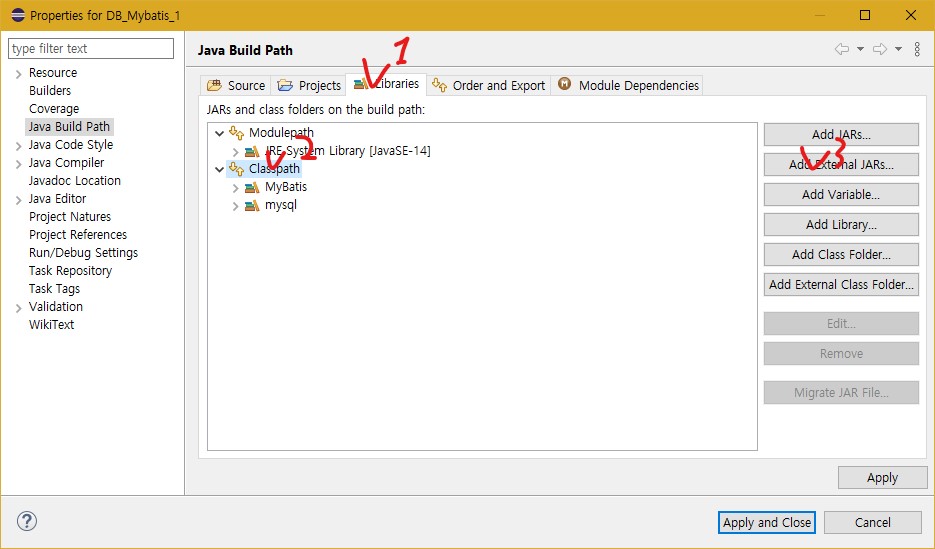 Properties for DB_Mybatis_1
type filter text
Resource
Builders
Coverage
Java Build Path
Java Code Style
Java Compiler
Javadoc Location
Java Editor
Project Natures
Project References
Run/Debug Settings
Task Repository
Task Tags
Validation
WikiText
Java Build Path
1
Source Projects Libraries Order and Export Module Dependencies
JARs and class folders on the build path:
Modulepath
JRE System Library [JavaSE-14]
2
Classpath
MyBatis
mysql
Add JARs...
3
Add External JARs...
Add Variable...
Add Library...
Add Class Folder...
Add External Class Folder...
Edit...
Remove
Migrate JAR File...
Apply
Apply and Close
Cancel